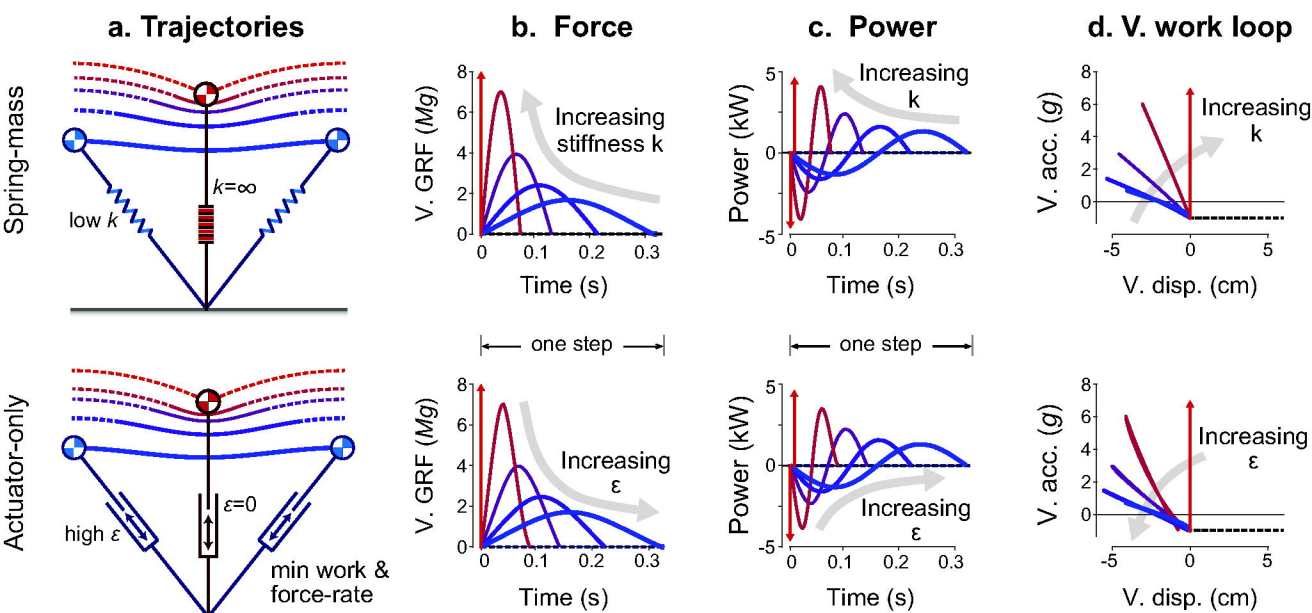 a. Trajectories
b. Force
c. Power
d. V. work loop
Spring-mass
low k
k=∞
V. GRF (Mg)
8
6
4
2
0
Increasing
stiffness k
0
0.1
0.2
0.3
Time (s)
Power (kW)
5
0
-5
Increasing
k
0
0.1
0.2
0.3
Time (s)
V. acc. (g)
8
6
4
2
0
Increasing
k
-5
0
5
V. disp. (cm)
one step
one step
Actuator-only
high ε
ε=0
min work &
force-rate
V. GRF (Mg)
8
6
4
2
0
Increasing
ε
0
0.1
0.2
0.3
Time (s)
Power (kW)
5
0
-5
Increasing
ε
0
0.1
0.2
0.3
Time (s)
V. acc. (g)
8
6
4
2
0
Increasing
ε
-5
0
5
V. disp. (cm)